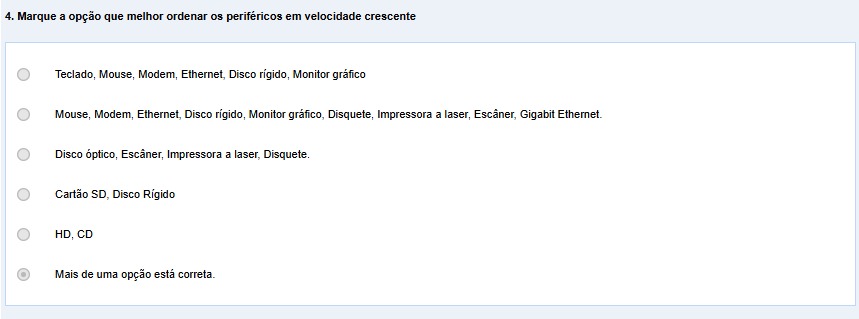 4. Marque a opção que melhor ordenar os periféricos em velocidade crescente
Teclado, Mouse, Modem, Ethernet, Disco rígido, Monitor gráfico
Mouse, Modem, Ethernet, Disco rígido, Monitor gráfico, Disquete, Impressora a laser, Escâner, Gigabit Ethernet.
Disco óptico, Escâner, Impressora a laser, Disquete.
Cartão SD, Disco Rígido
HD, CD
Mais de uma opção está correta.